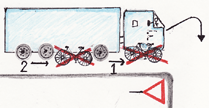 2 → 1 →